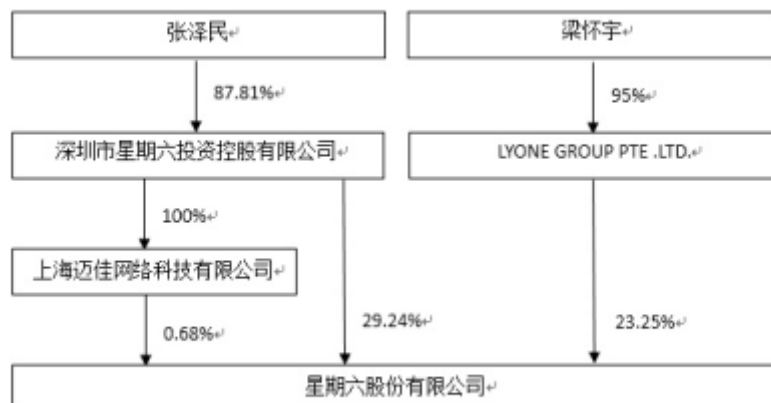 张泽民
梁怀宇
87.81%
95%
深圳市星期六投资控股有限公司
LYONE GROUP PTE .LTD.
100%
上海迈佳网络科技有限公司
0.68%
29.24%
23.25%
星期六股份有限公司